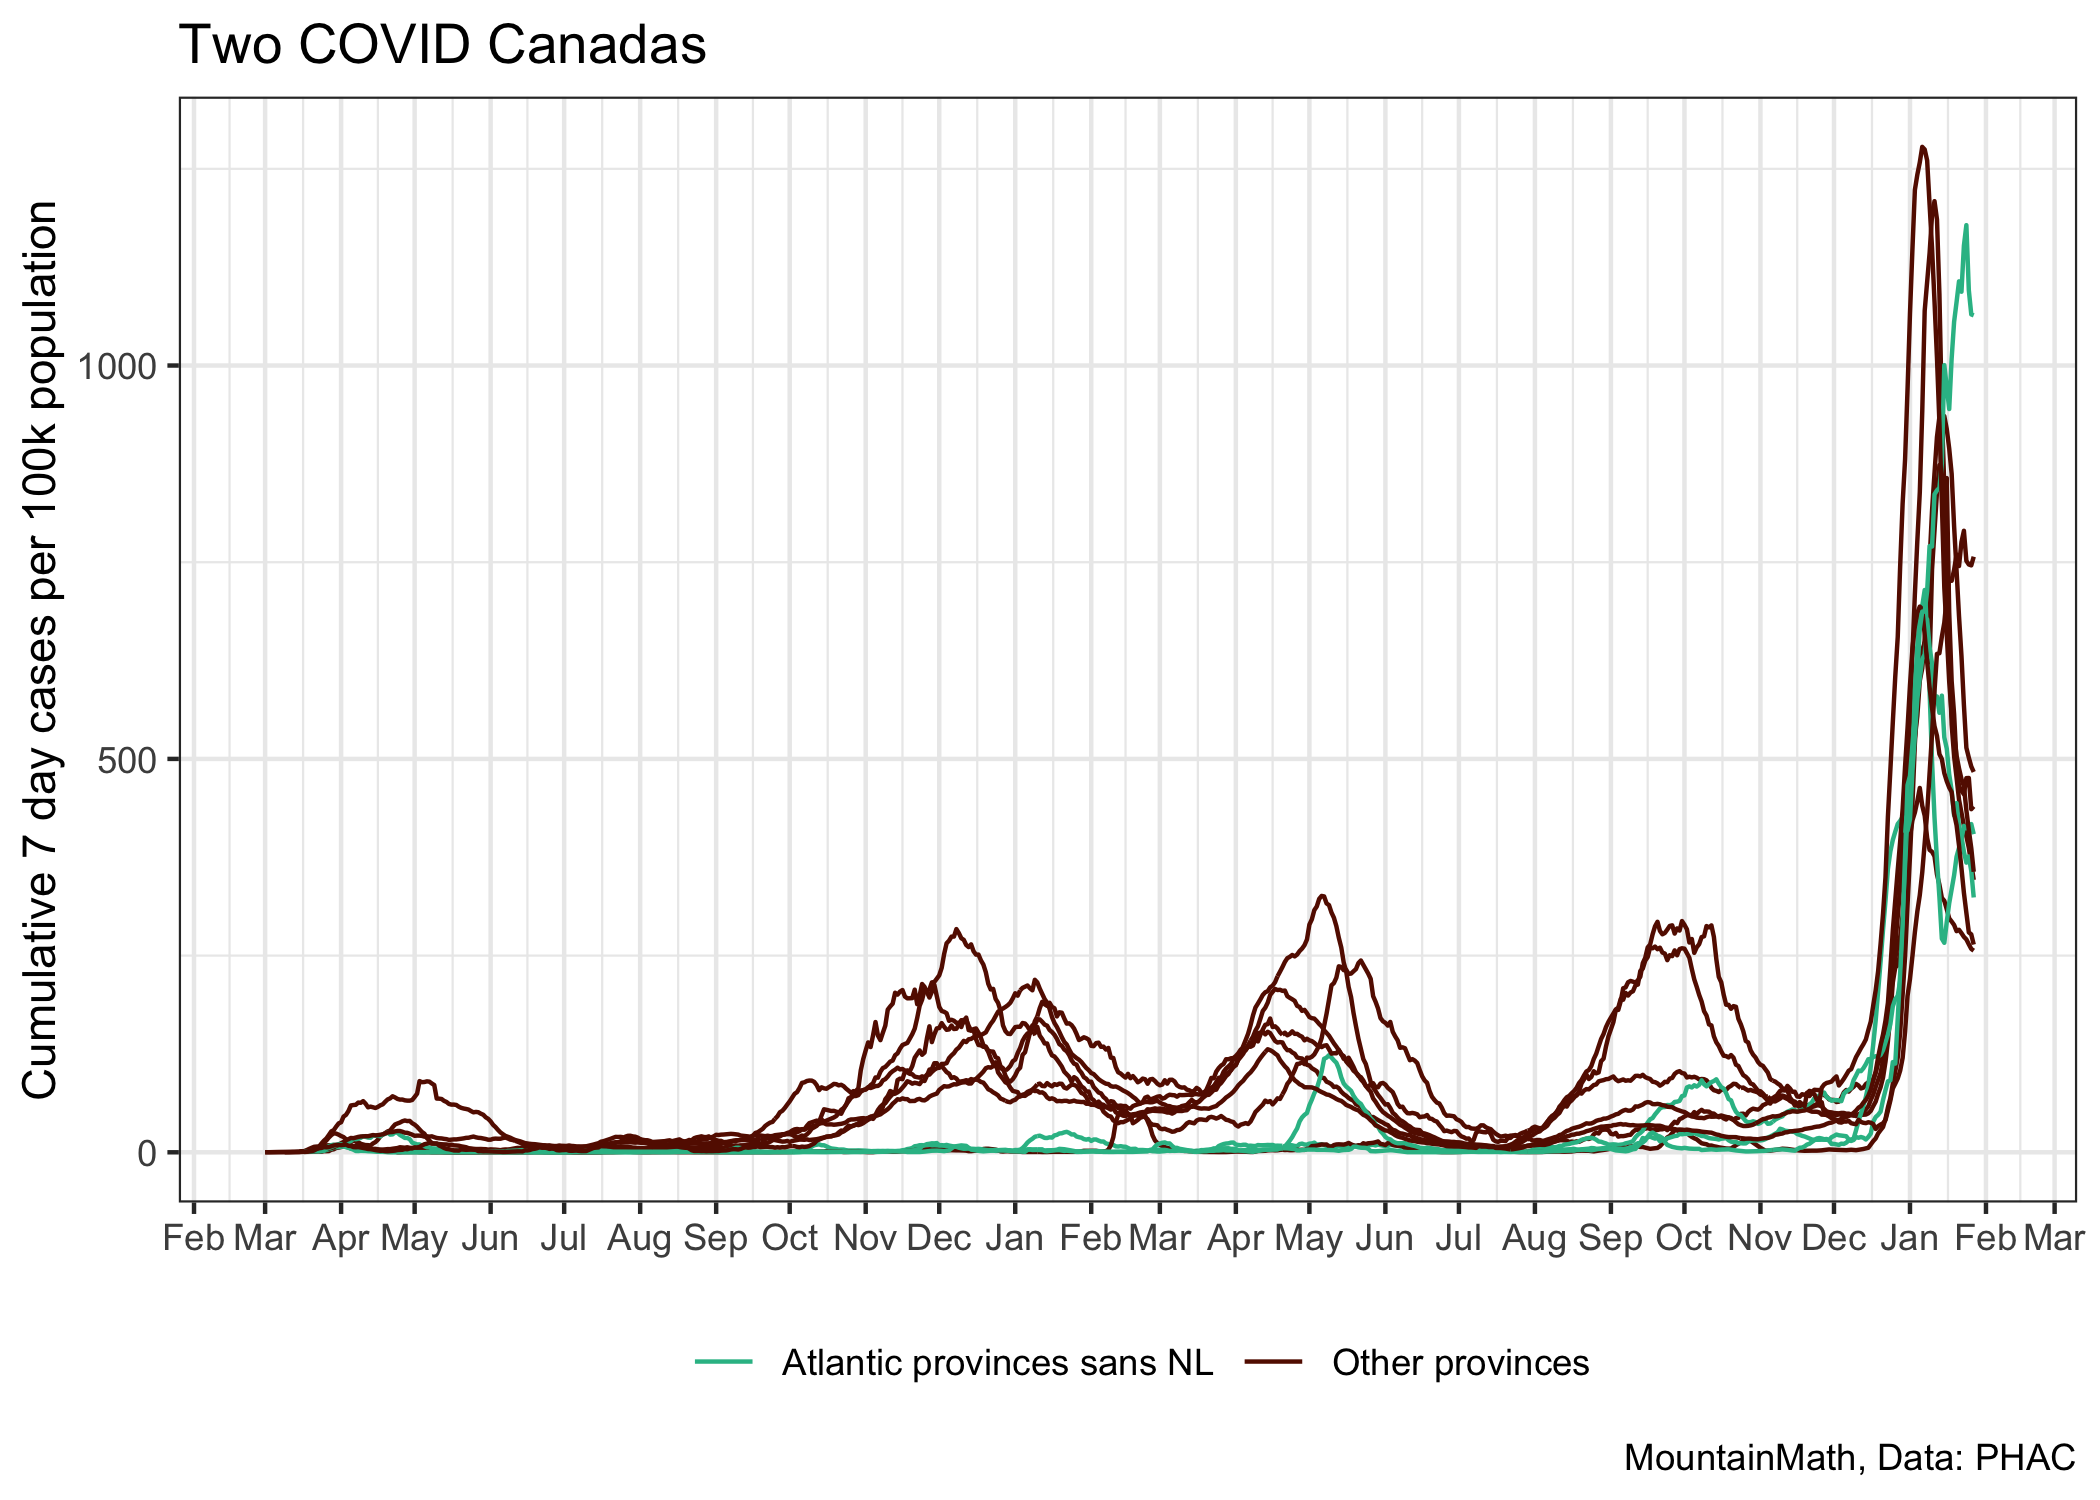 Two COVID Canadas
Cumulative 7 day cases per 100k population
1000
500
0
Feb Mar Apr May Jun Jul Aug Sep Oct Nov Dec Jan Feb Mar Apr May Jun Jul Aug Sep Oct Nov Dec Jan Feb Mar
Atlantic provinces sans NL Other provinces
MountainMath, Data: PHAC